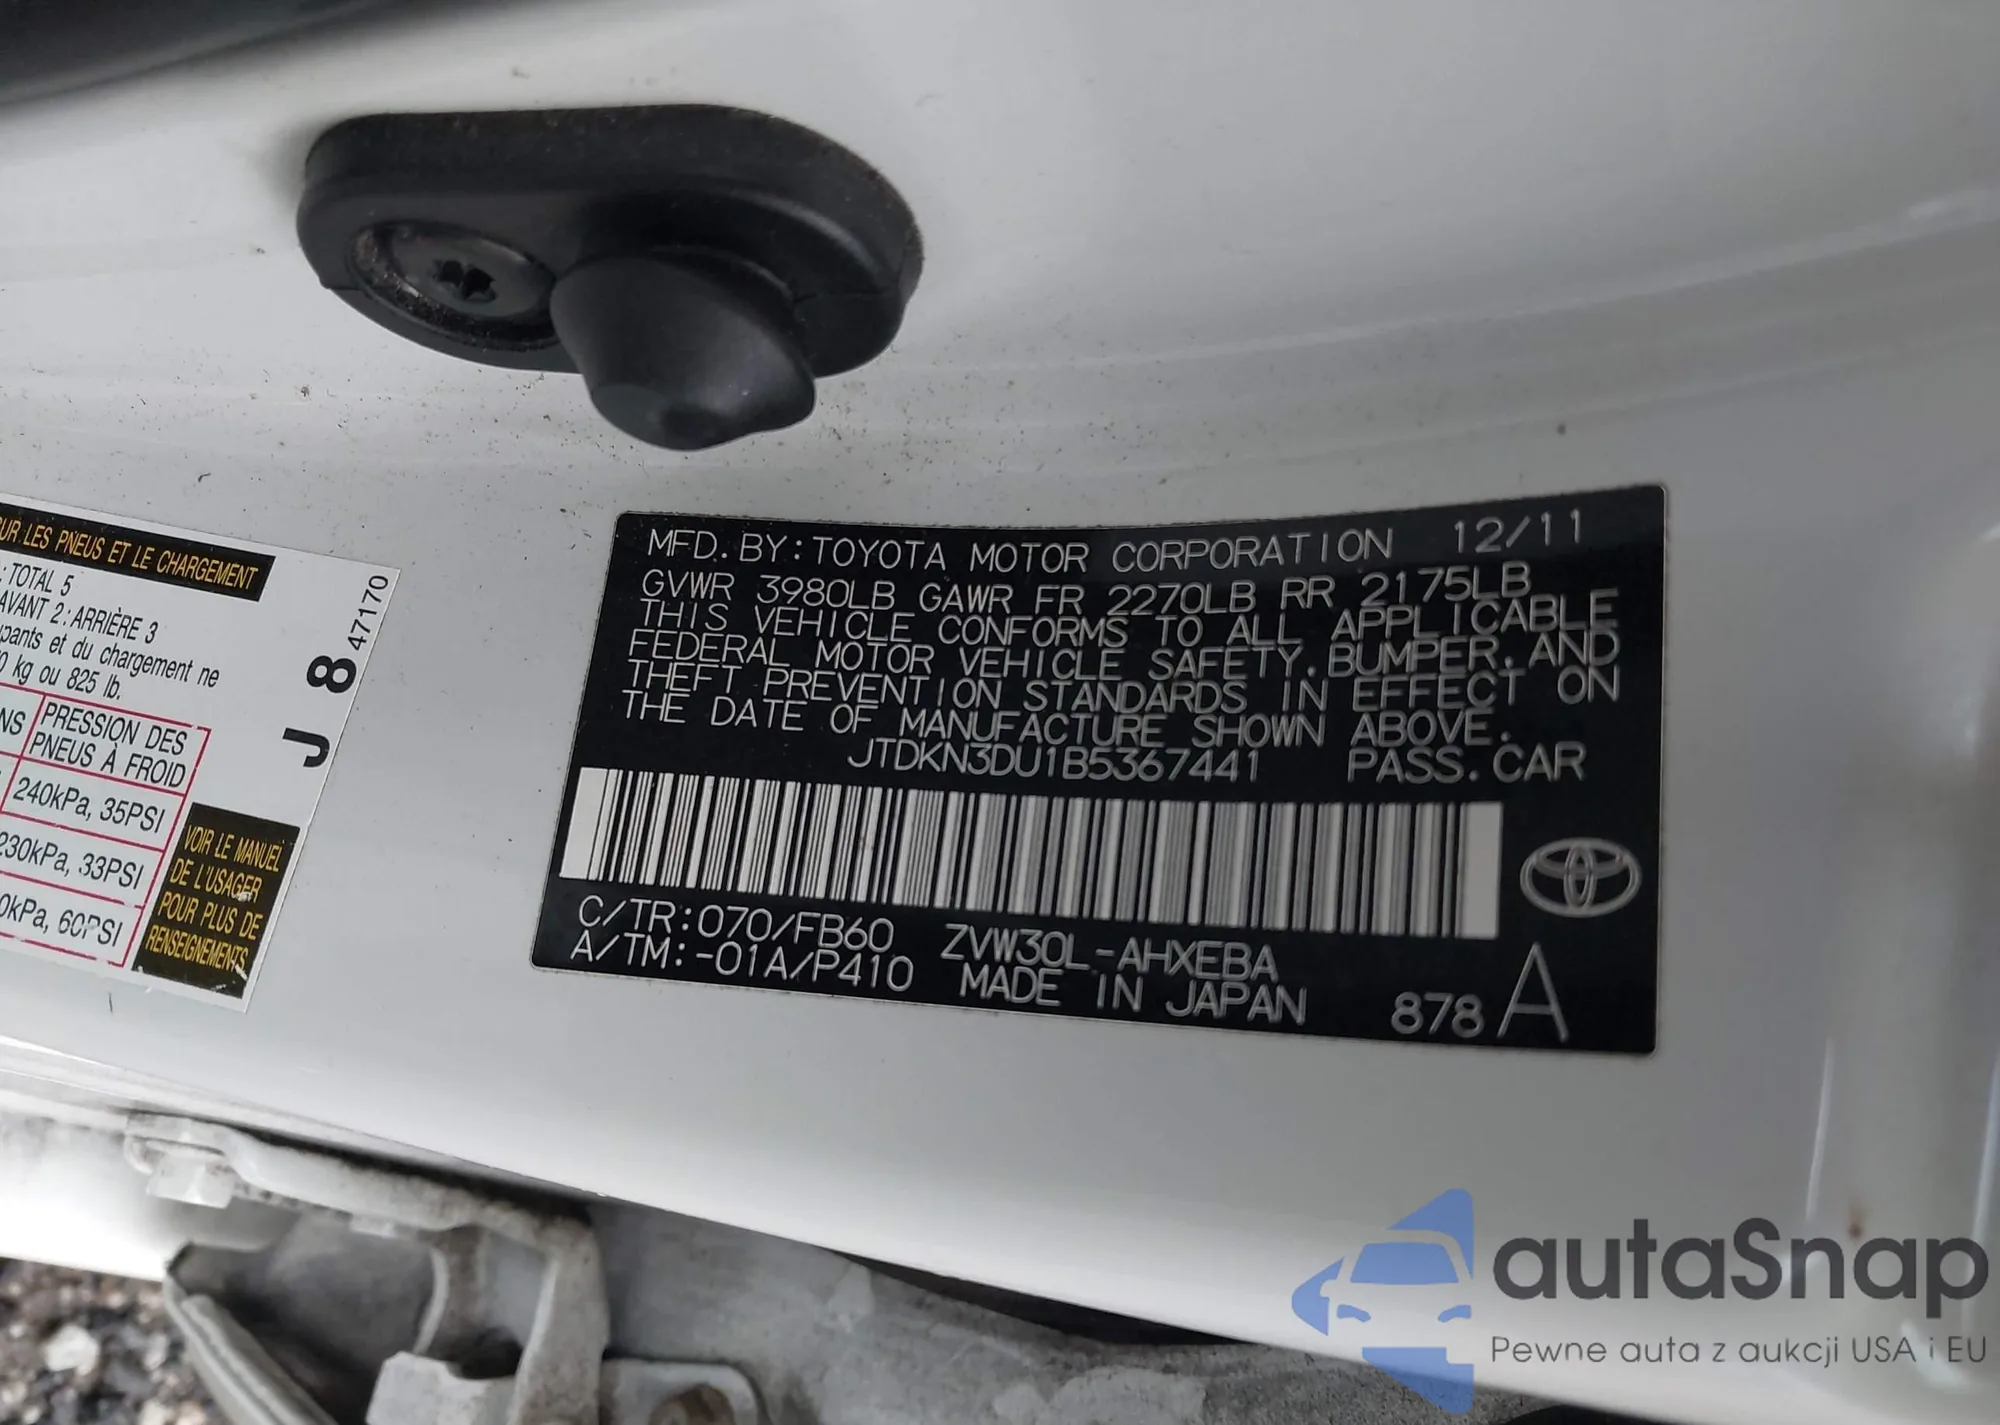 UR LES PNEUS ET LE CHARGEMENT
TOTAL 5
AVANT 2: ARRIÈRE 3
pants et du chargement ne
0 kg ou 825 lb.
NS PRESSION DES
PNEUS À FROID
240kPa, 35PSI
230kPa, 33PSI
0kPa, 60PSI
VOIR LE MANUEL
DE L'USAGER
POUR PLUS DE
RENSEIGNEMENTS
J 8 47170
MFD. BY: TOYOTA MOTOR CORPORATION 12/11
GVWR 3980LB GAWR FR 2270LB RR 2175LB
THIS VEHICLE CONFORMS TO ALL APPLICABLE
FEDERAL MOTOR VEHICLE SAFETY, BUMPER, AND
THEFT PREVENTION STANDARDS IN EFFECT ON
THE DATE OF MANUFACTURE SHOWN ABOVE.
JTDKN3DU1B5367441 PASS. CAR
C/TR: 070/FB60 ZVW30L-AHXEBA
A/TM: -01A/P410 MADE IN JAPAN 878 A
autaSnap
Pewne auta z aukcji USA i EU